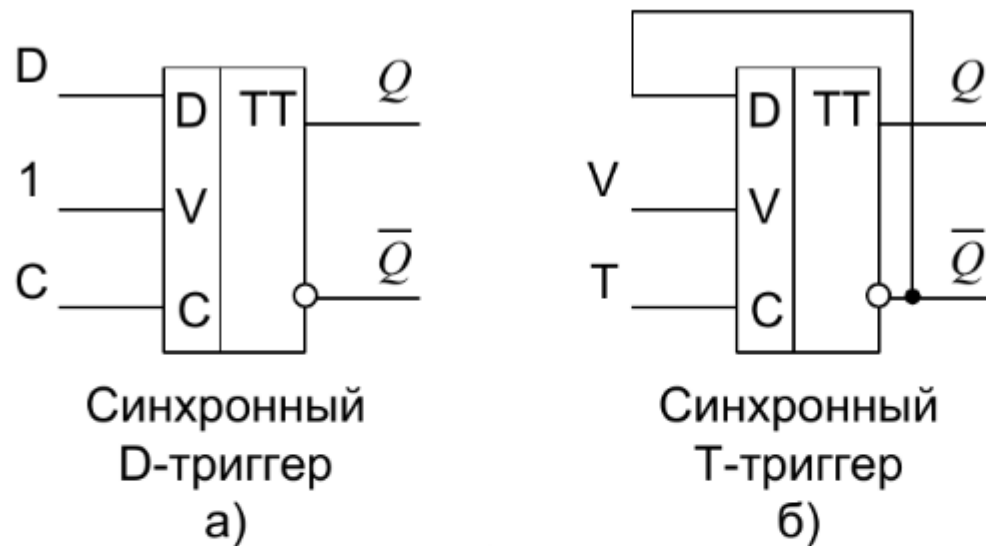 D
D
TT
Q
1
V
C
C
Q̅
Синхронный
D-триггер
а)
D
TT
Q
V
V
T
C
Q̅
Синхронный
Т-триггер
б)